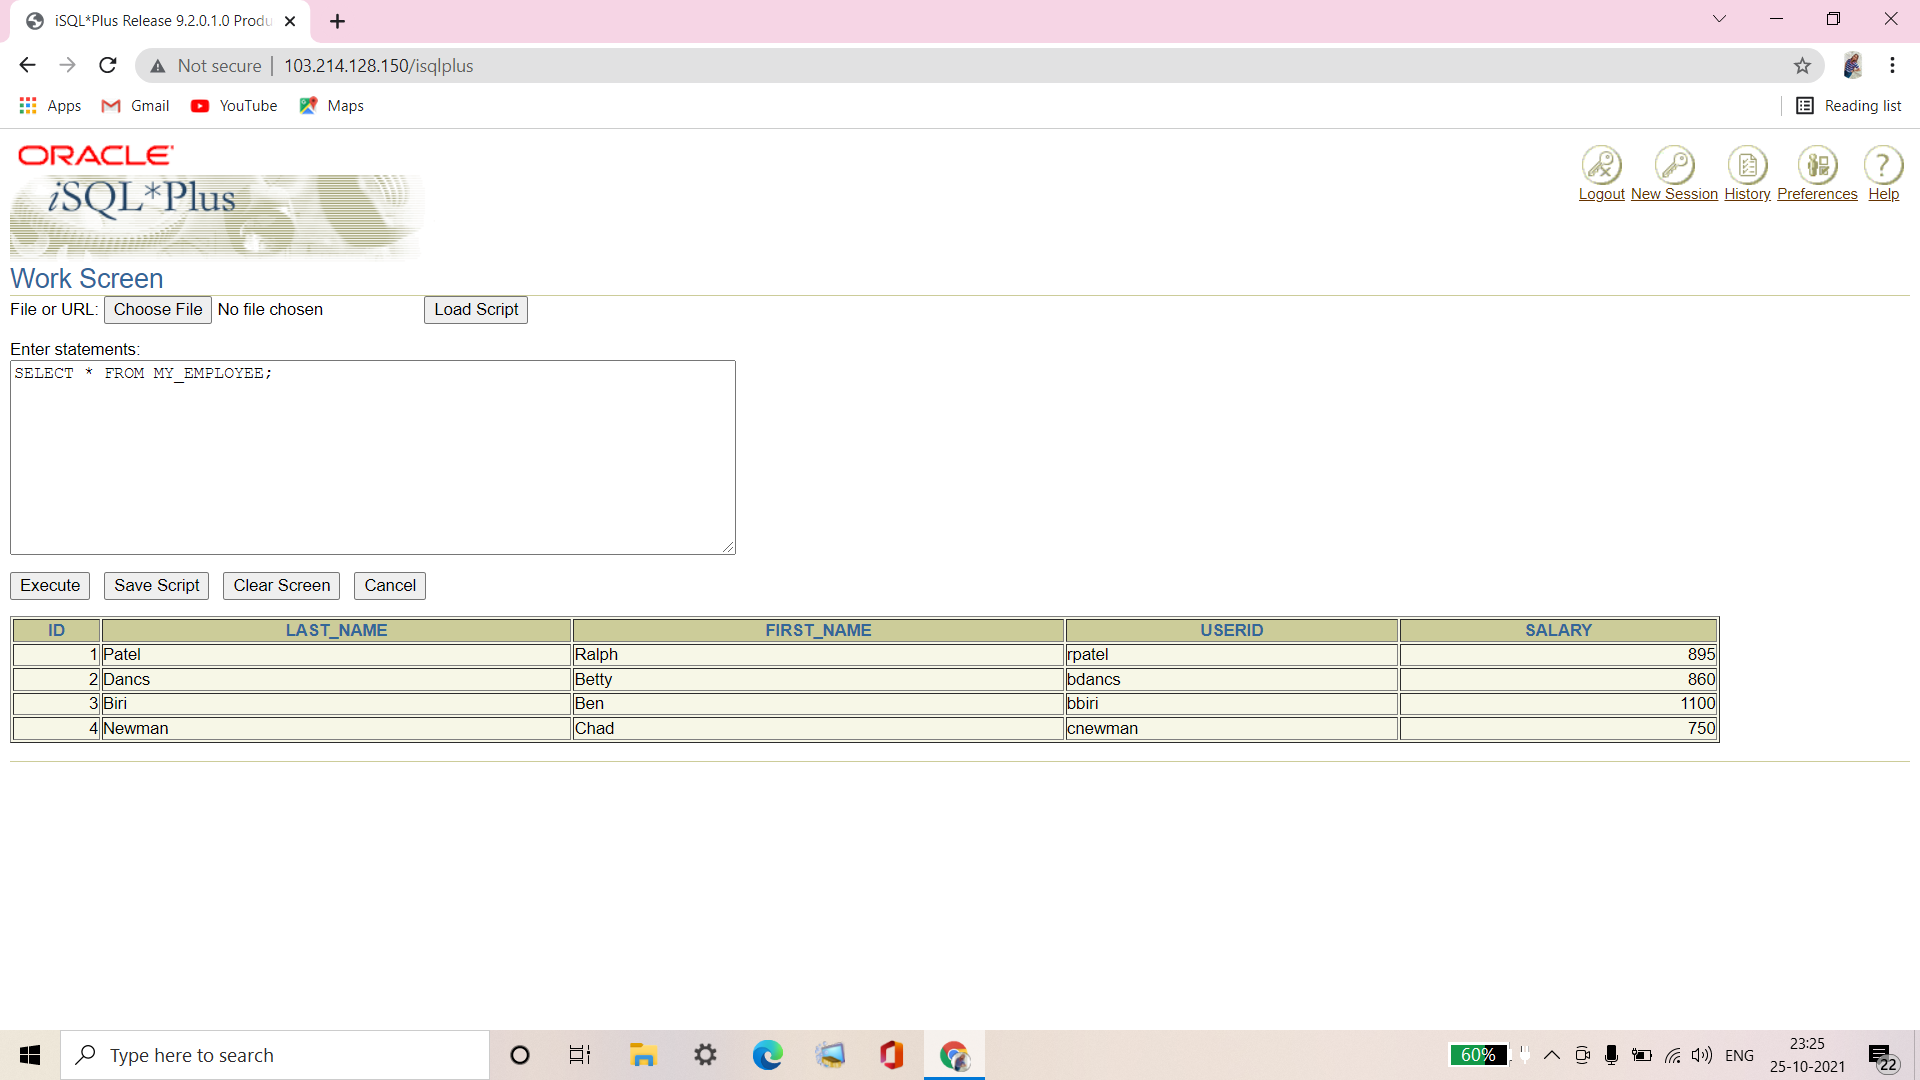 iSQL*Plus Release 9.2.0.1.0 Produ
Not secure | 103.214.128.150/isqlplus
Apps Gmail YouTube Maps Reading list
ORACLE
iSQL*Plus
Logout New Session History Preferences Help
Work Screen
File or URL: Choose File No file chosen Load Script
Enter statements:
SELECT * FROM MY_EMPLOYEE;
Execute Save Script Clear Screen Cancel
ID LAST_NAME FIRST_NAME USERID SALARY
1 Patel Ralph rpatel 895
2 Dancs Betty bdancs 860
3 Biri Ben bbiri 1100
4 Newman Chad cnewman 750
Type here to search
60%
ENG
23:25
25-10-2021
22